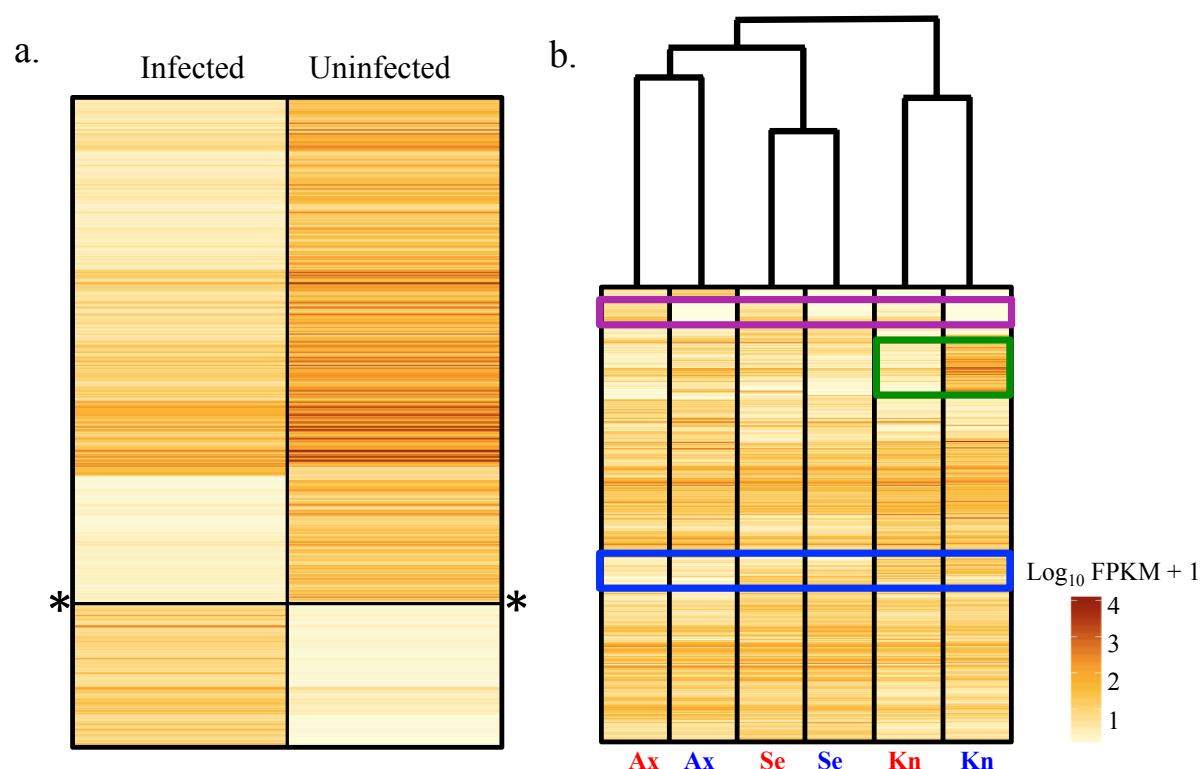 a.
Infected Uninfected
* *
b.
Log₁₀ FPKM + 1
4
3
2
1
Ax Ax Se Se Kn Kn